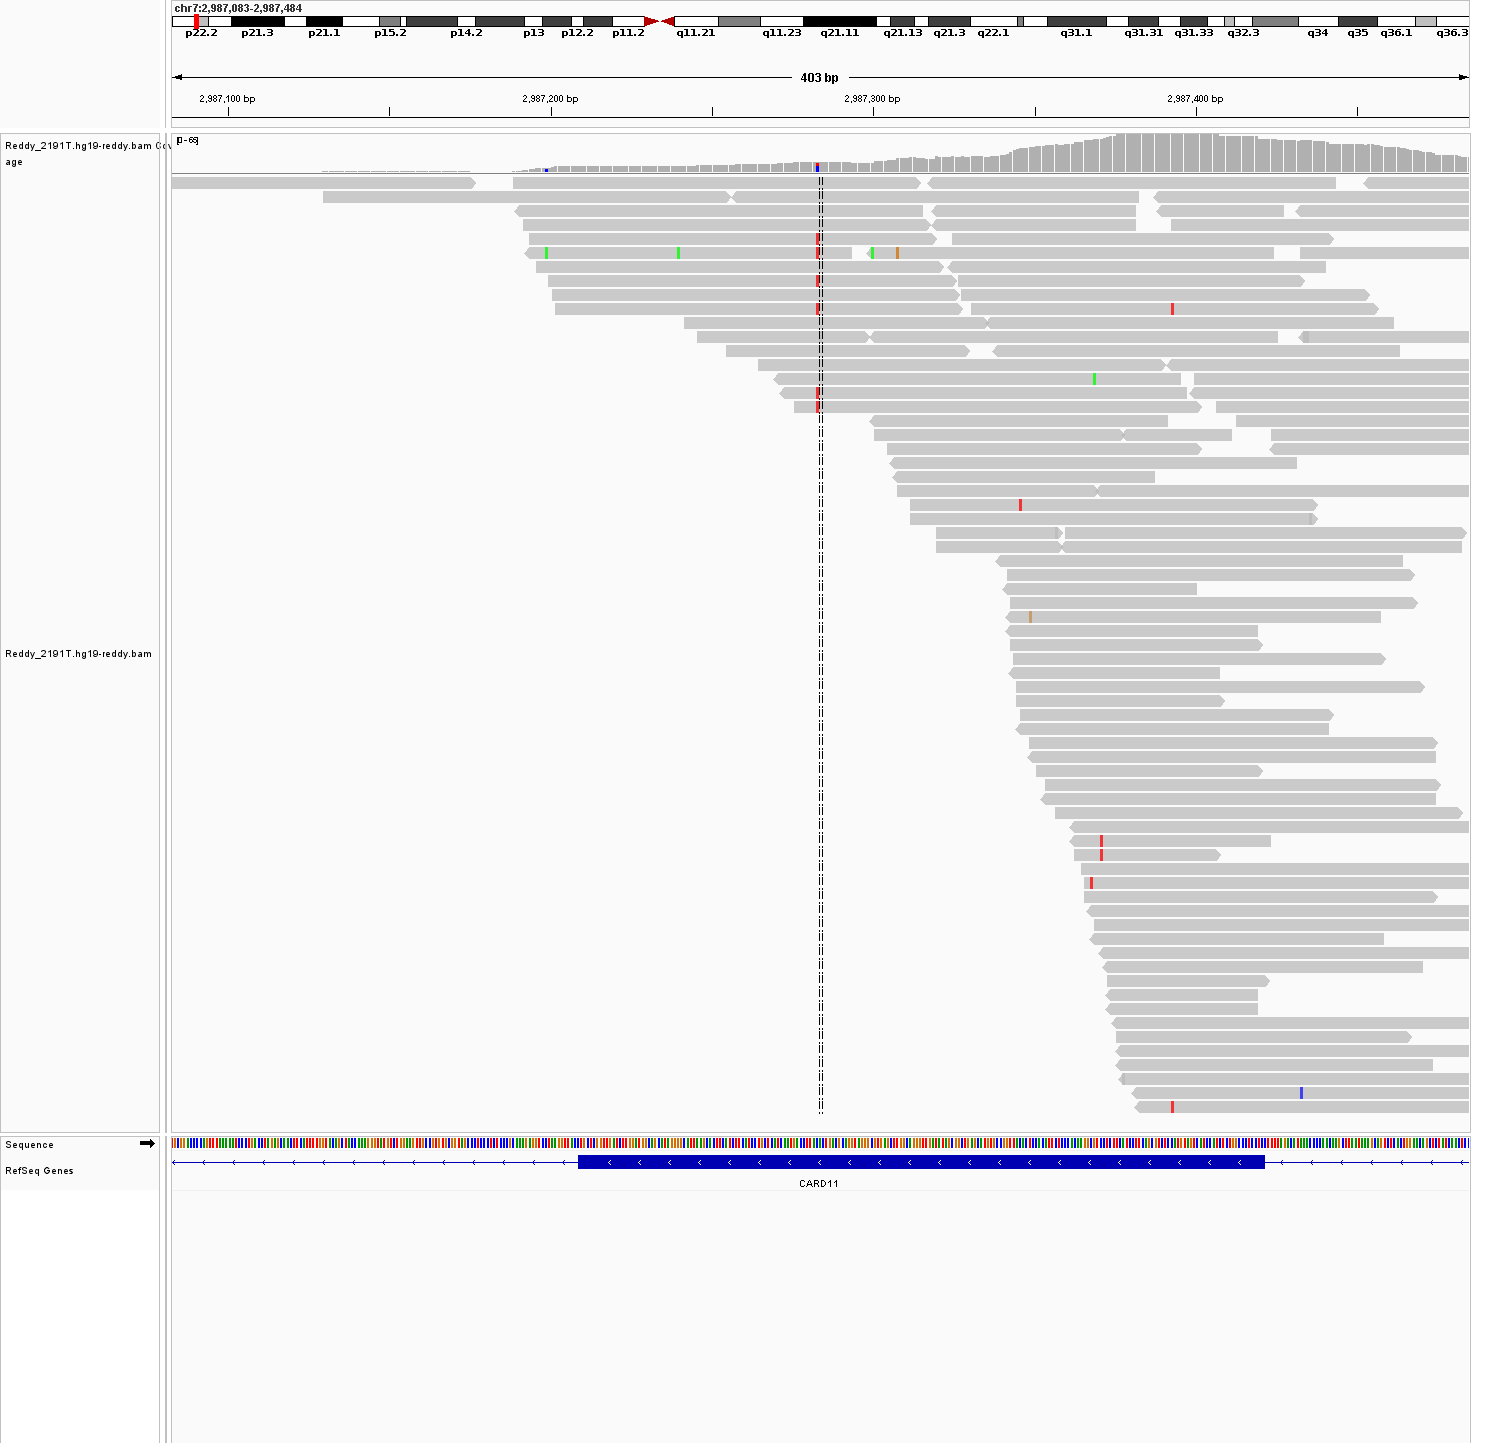 chr7:2,987,083-2,987,484
p22.2 p21.3 p21.1 p15.2 p14.2 p13 p12.2 p11.2 q11.21 q11.23 q21.11 q21.13 q21.3 q22.1 q31.1 q31.31 q31.33 q32.3 q34 q35 q36.1 q36.3
403 bp
2,987,100 bp 2,987,200 bp 2,987,300 bp 2,987,400 bp
Reddy_2191T.hg19-reddy.bam Cov
age
[0-69]
Reddy_2191T.hg19-reddy.bam
Sequence
RefSeq Genes
CARD11